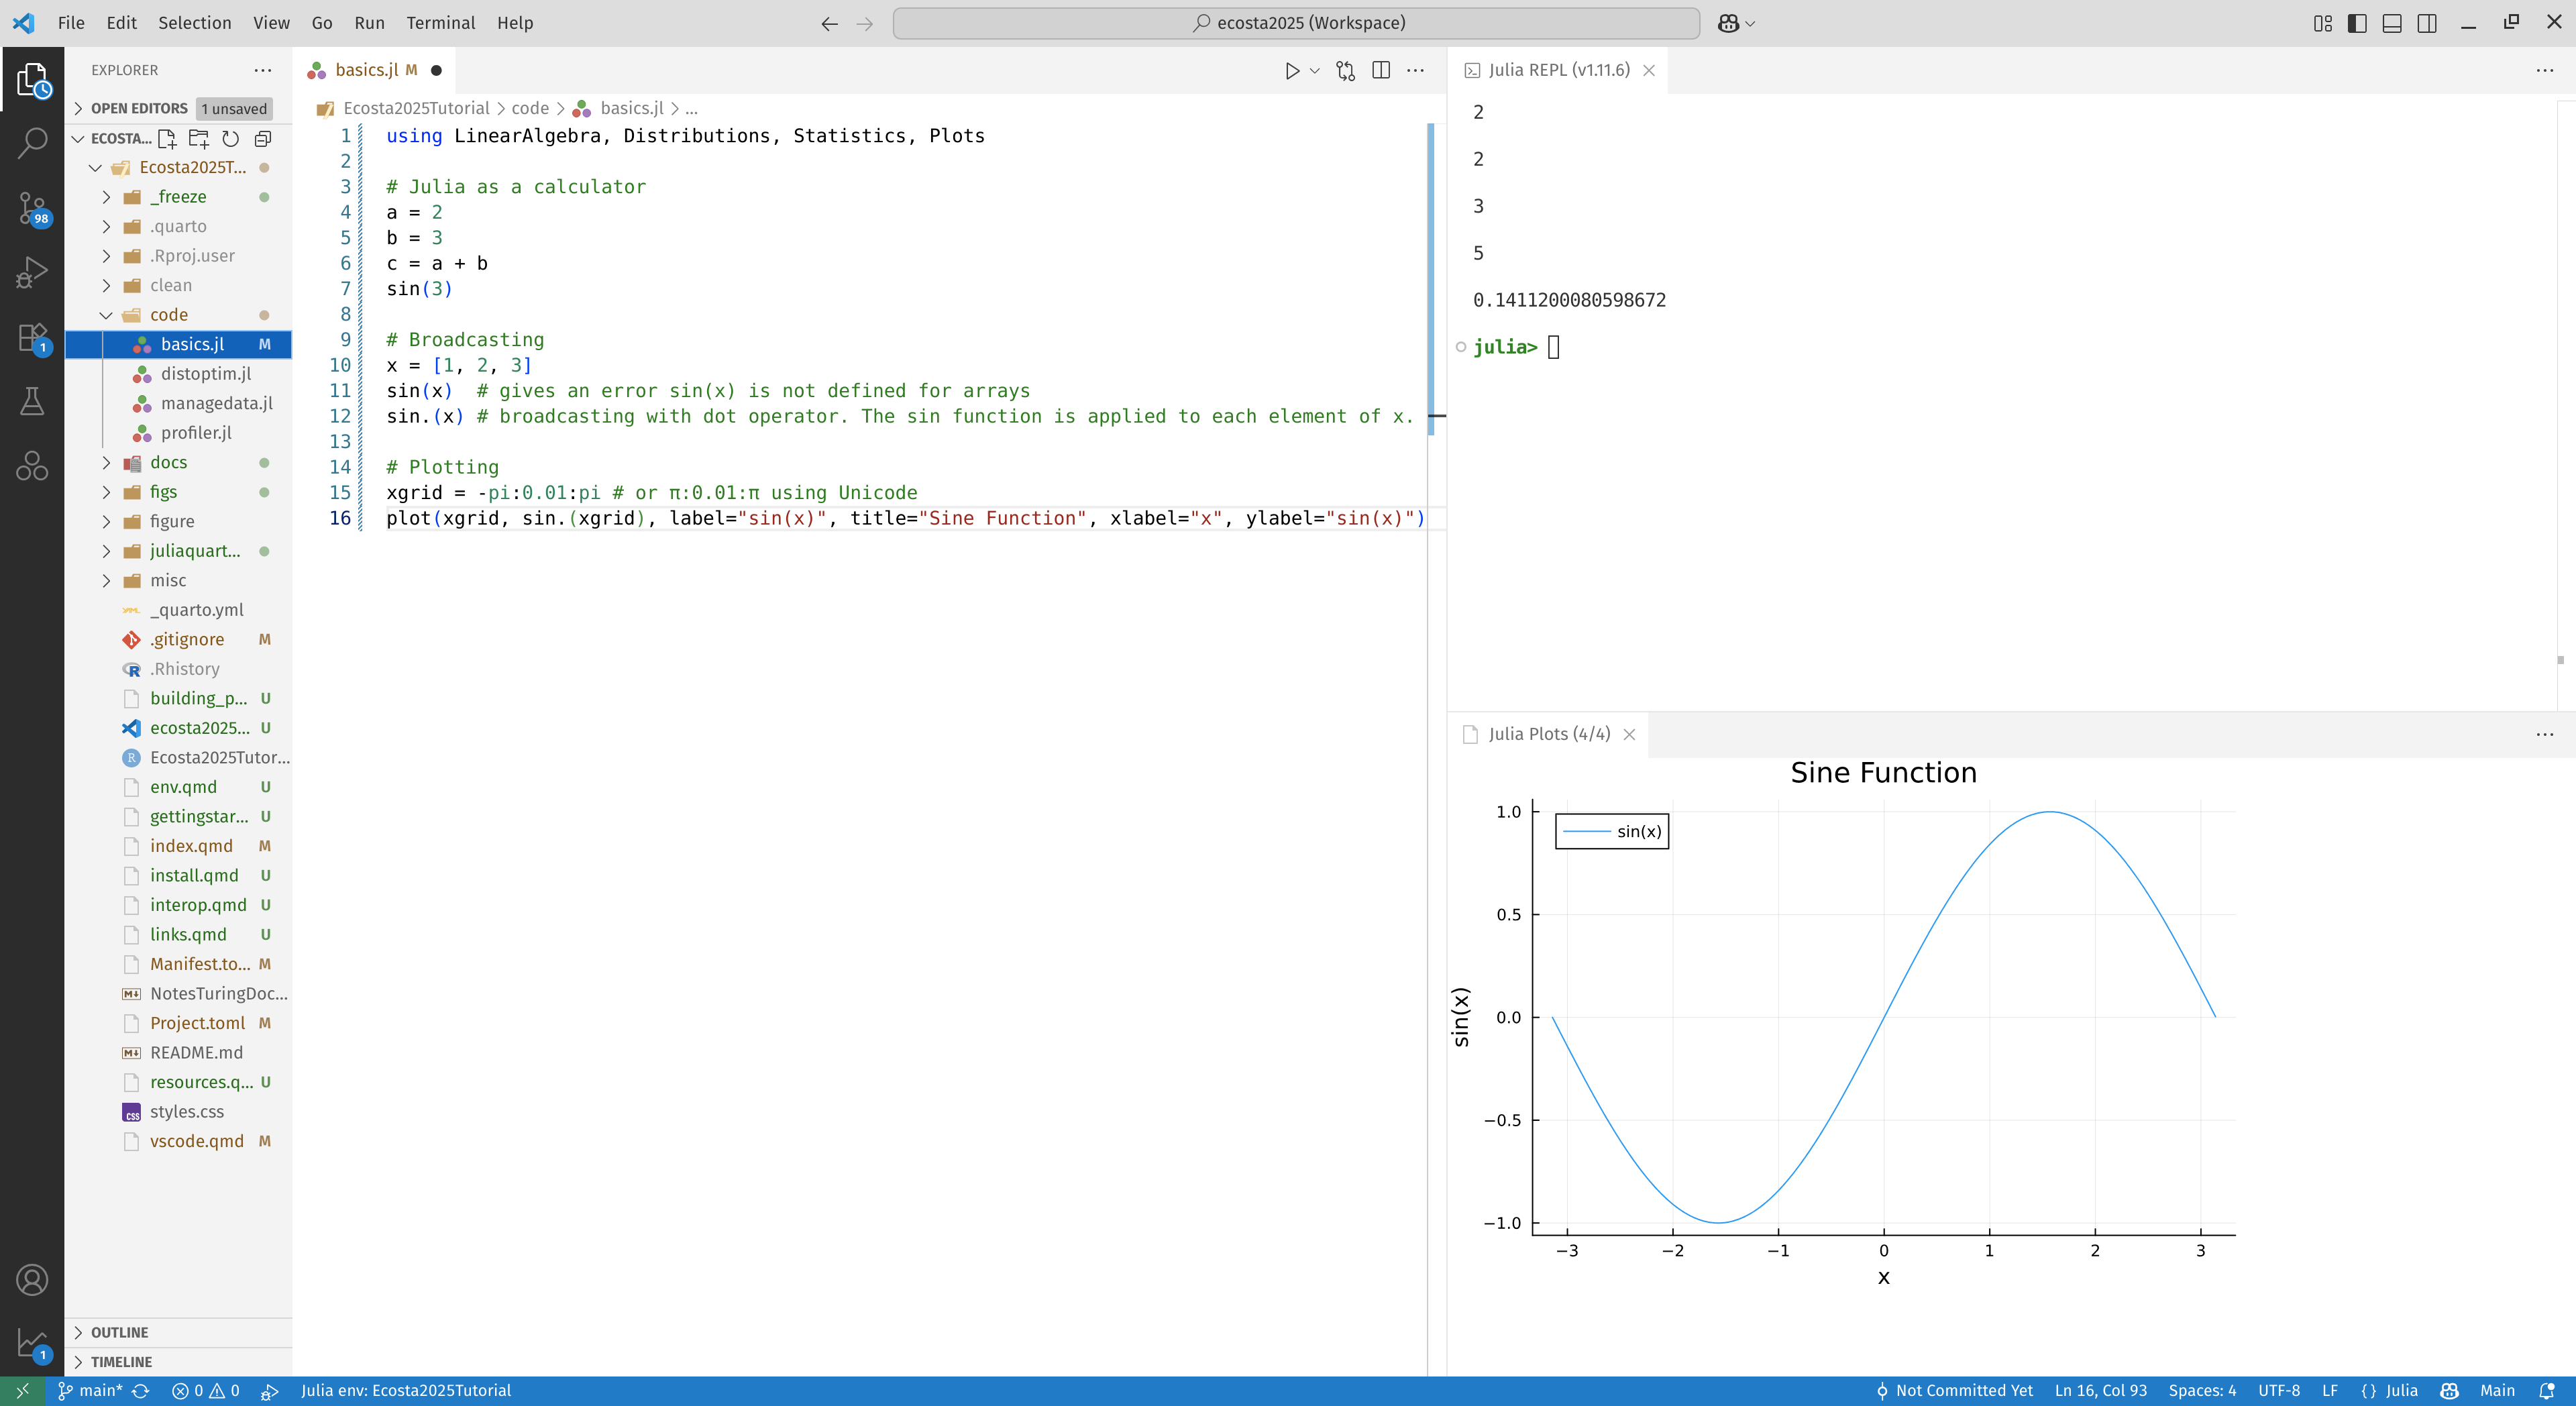 File Edit Selection View Go Run Terminal Help
ecosta2025 (Workspace)
EXPLORER
OPEN EDITORS 1 unsaved
ECOSTA...
Ecosta2025T...
_freeze
.quarto
.Rproj.user
clean
code
basics.jl M
distoptim.jl
managedata.jl
profiler.jl
docs
figs
figure
juliaquart...
misc
_quarto.yml
.gitignore M
.Rhistory
building_p... U
ecosta2025... U
Ecosta2025Tutor...
env.qmd U
gettingstar... U
index.qmd M
install.qmd U
interop.qmd U
links.qmd U
Manifest.to... M
NotesTuringDoc...
Project.toml M
README.md
resources.q... U
styles.css
vscode.qmd M
OUTLINE
TIMELINE
98
1
1
basics.jl M
Ecosta2025Tutorial > code > basics.jl > ...
1 using LinearAlgebra, Distributions, Statistics, Plots
2
3 # Julia as a calculator
4 a = 2
5 b = 3
6 c = a + b
7 sin(3)
8
9 # Broadcasting
10 x = [1, 2, 3]
11 sin(x)  # gives an error sin(x) is not defined for arrays
12 sin.(x) # broadcasting with dot operator. The sin function is applied to each element of x.
13
14 # Plotting
15 xgrid = -pi:0.01:pi # or π:0.01:π using Unicode
16 plot(xgrid, sin.(xgrid), label="sin(x)", title="Sine Function", xlabel="x", ylabel="sin(x)")
Julia REPL (v1.11.6)
2
2
3
5
0.1411200080598672
julia>
Julia Plots (4/4)
Sine Function
sin(x)
1.0
0.5
0.0
−0.5
−1.0
sin(x)
−3 −2 −1 0 1 2 3
x
main* 0 0 Julia env: Ecosta2025Tutorial
Not Committed Yet Ln 16, Col 93 Spaces: 4 UTF-8 LF {} Julia Main